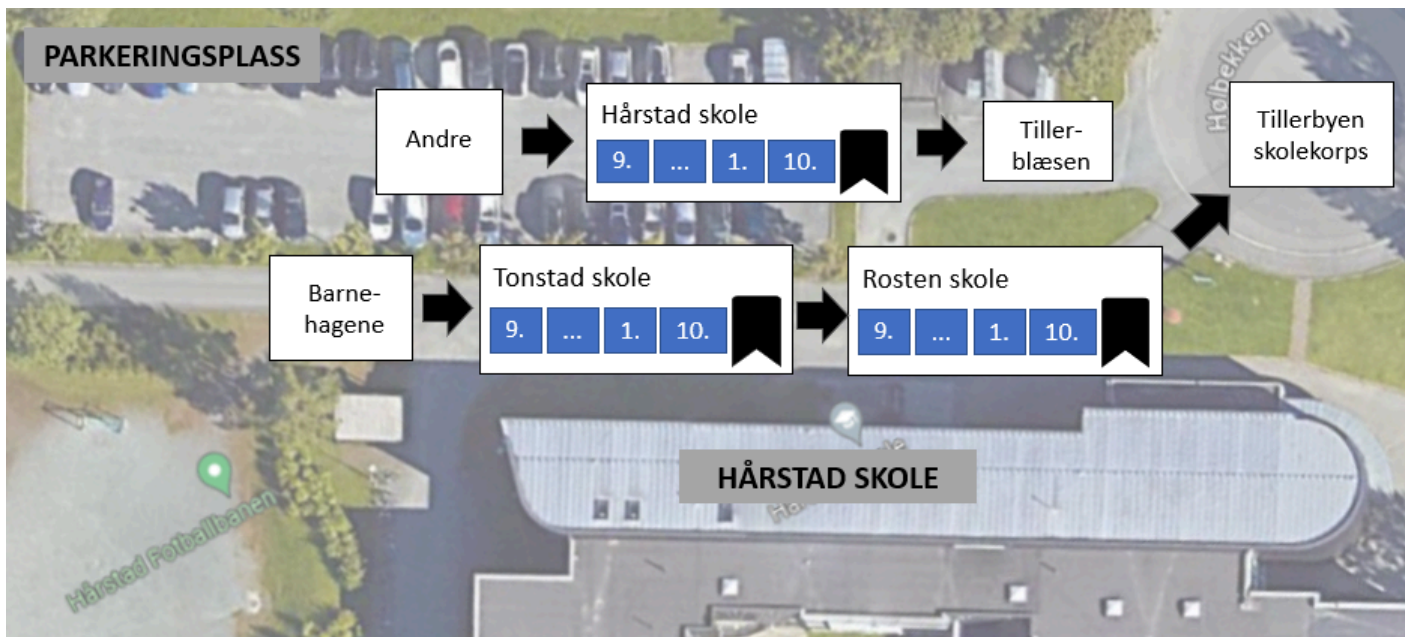 PARKERINGSPLASS
Hølbekken
Andre
Hårstad skole
9. ... 1. 10.
Tiller-
blæsen
Tillerbyen
skolekorps
Barne-
hagene
Tonstad skole
9. ... 1. 10.
Rosten skole
9. ... 1. 10.
HÅRSTAD SKOLE
Hårstad Fotballbanen